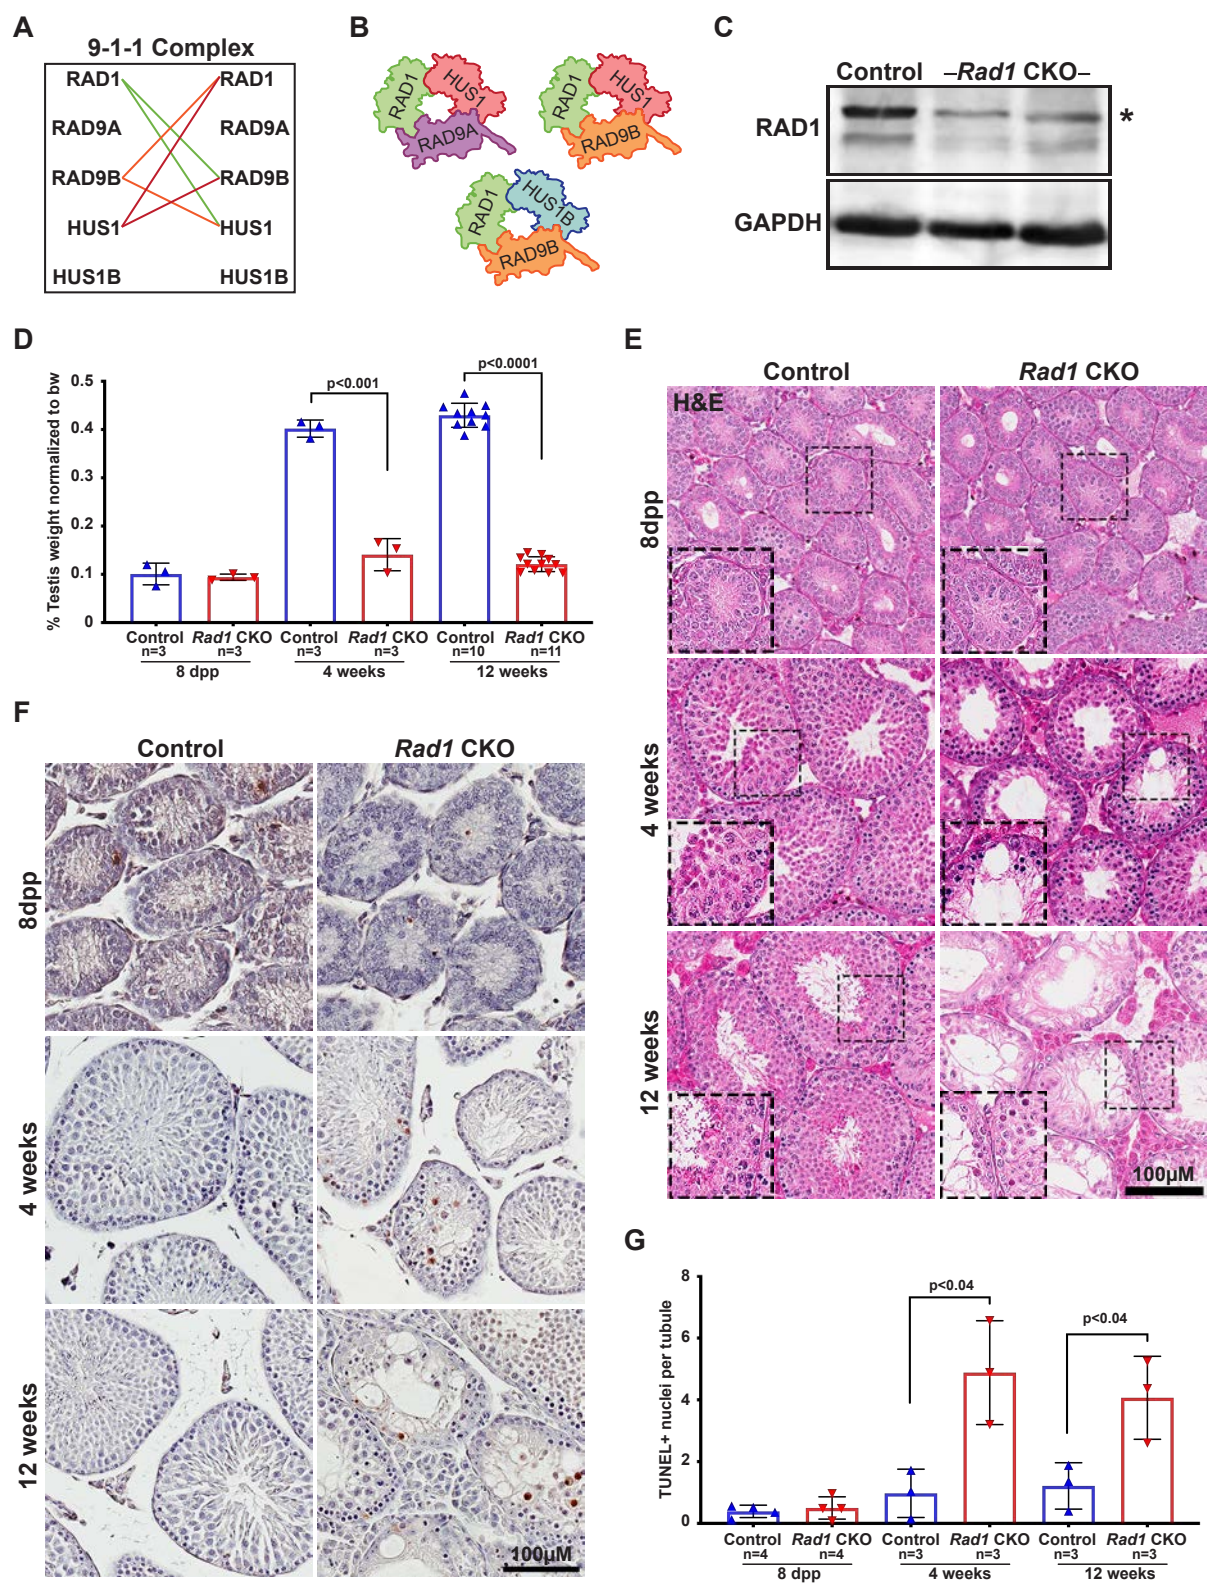 A
9-1-1 Complex
RAD1 RAD1
RAD9A RAD9A
RAD9B RAD9B
HUS1 HUS1
HUS1B HUS1B
B
RAD1 HUS1 RAD9A
RAD1 HUS1 RAD9B
RAD1 HUS1B RAD9B
C
Control –Rad1 CKO–
RAD1 *
GAPDH
D
% Testis weight normalized to bw
0.5
0.4
0.3
0.2
0.1
0
p<0.001
p<0.0001
Control Rad1 CKO Control Rad1 CKO Control Rad1 CKO
n=3 n=3 n=3 n=3 n=10 n=11
8 dpp 4 weeks 12 weeks
E
Control Rad1 CKO
H&E
8dpp
4 weeks
12 weeks
100µM
F
Control Rad1 CKO
8dpp
4 weeks
12 weeks
100µM
G
TUNEL+ nuclei per tubule
8
6
4
2
0
p<0.04
p<0.04
Control Rad1 CKO Control Rad1 CKO Control Rad1 CKO
n=4 n=4 n=3 n=3 n=3 n=3
8 dpp 4 weeks 12 weeks